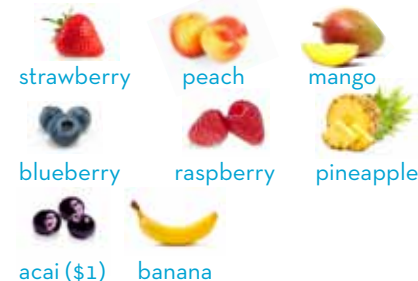 strawberry peach mango
blueberry raspberry pineapple
acai ($1) banana